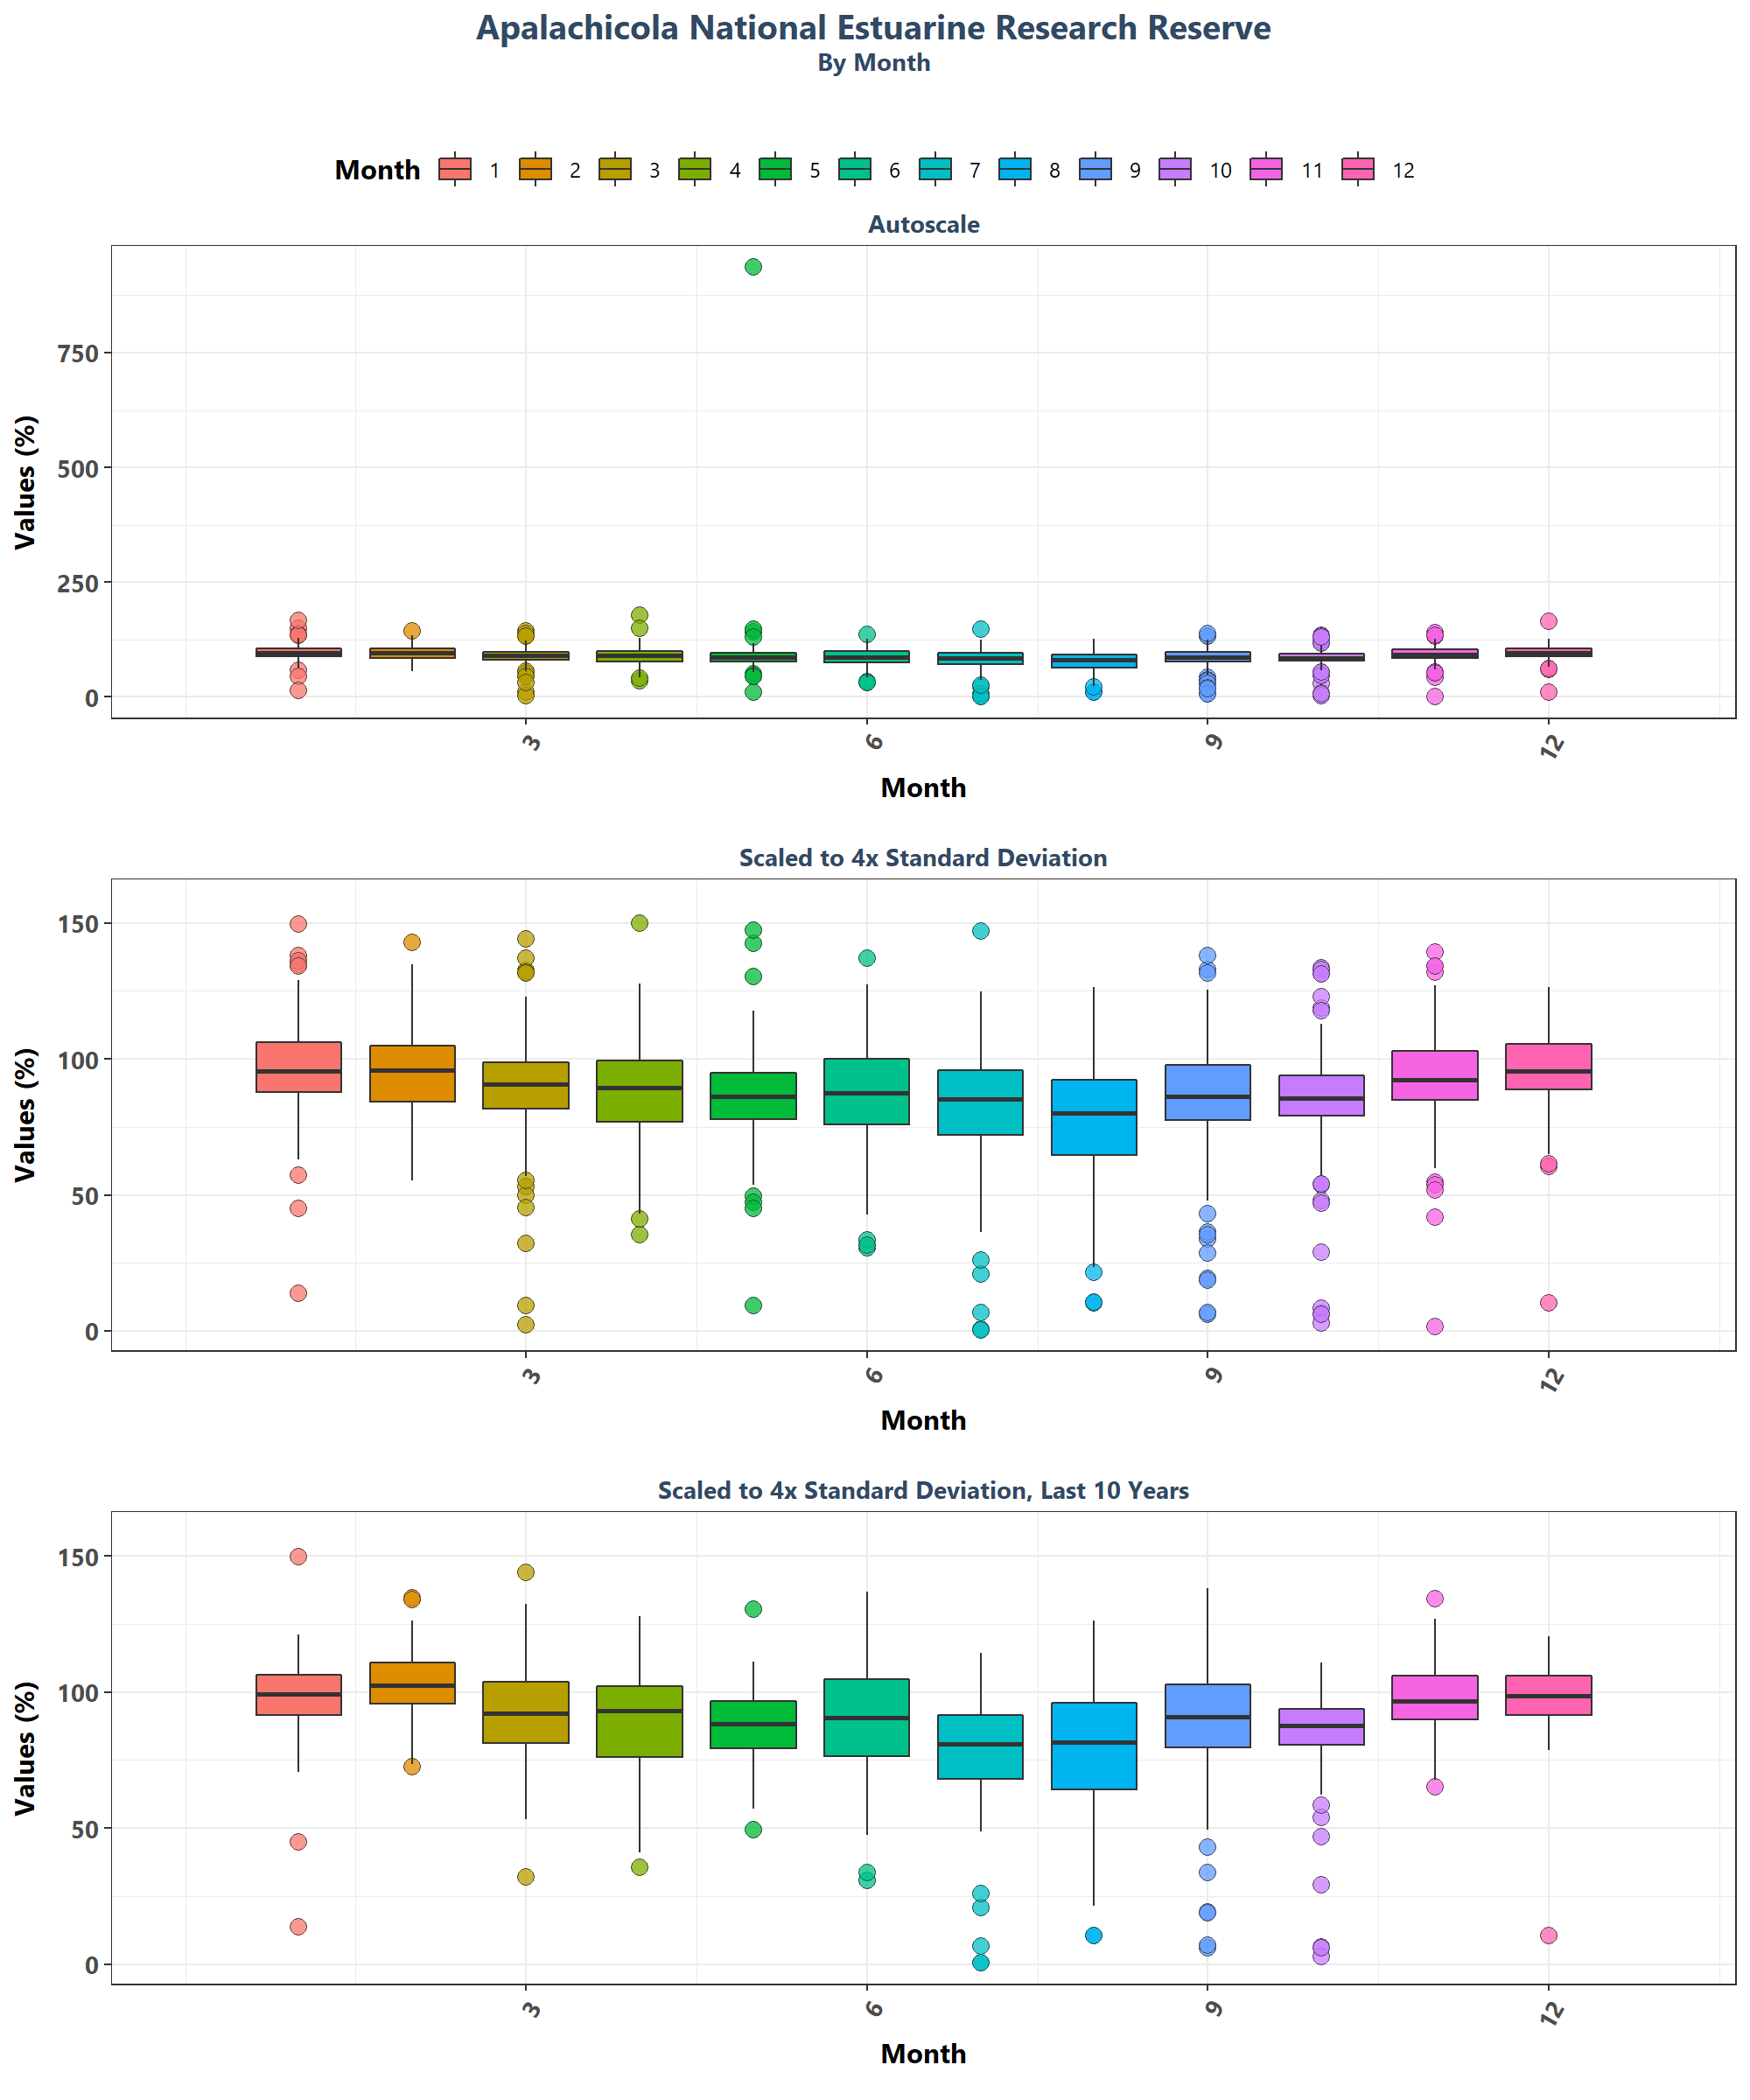 Apalachicola National Estuarine Research Reserve
By Month
Month 1 2 3 4 5 6 7 8 9 10 11 12
Autoscale
Values (%)
750
500
250
0
3 6 9 12
Month
Scaled to 4x Standard Deviation
Values (%)
150
100
50
0
3 6 9 12
Month
Scaled to 4x Standard Deviation, Last 10 Years
Values (%)
150
100
50
0
3 6 9 12
Month